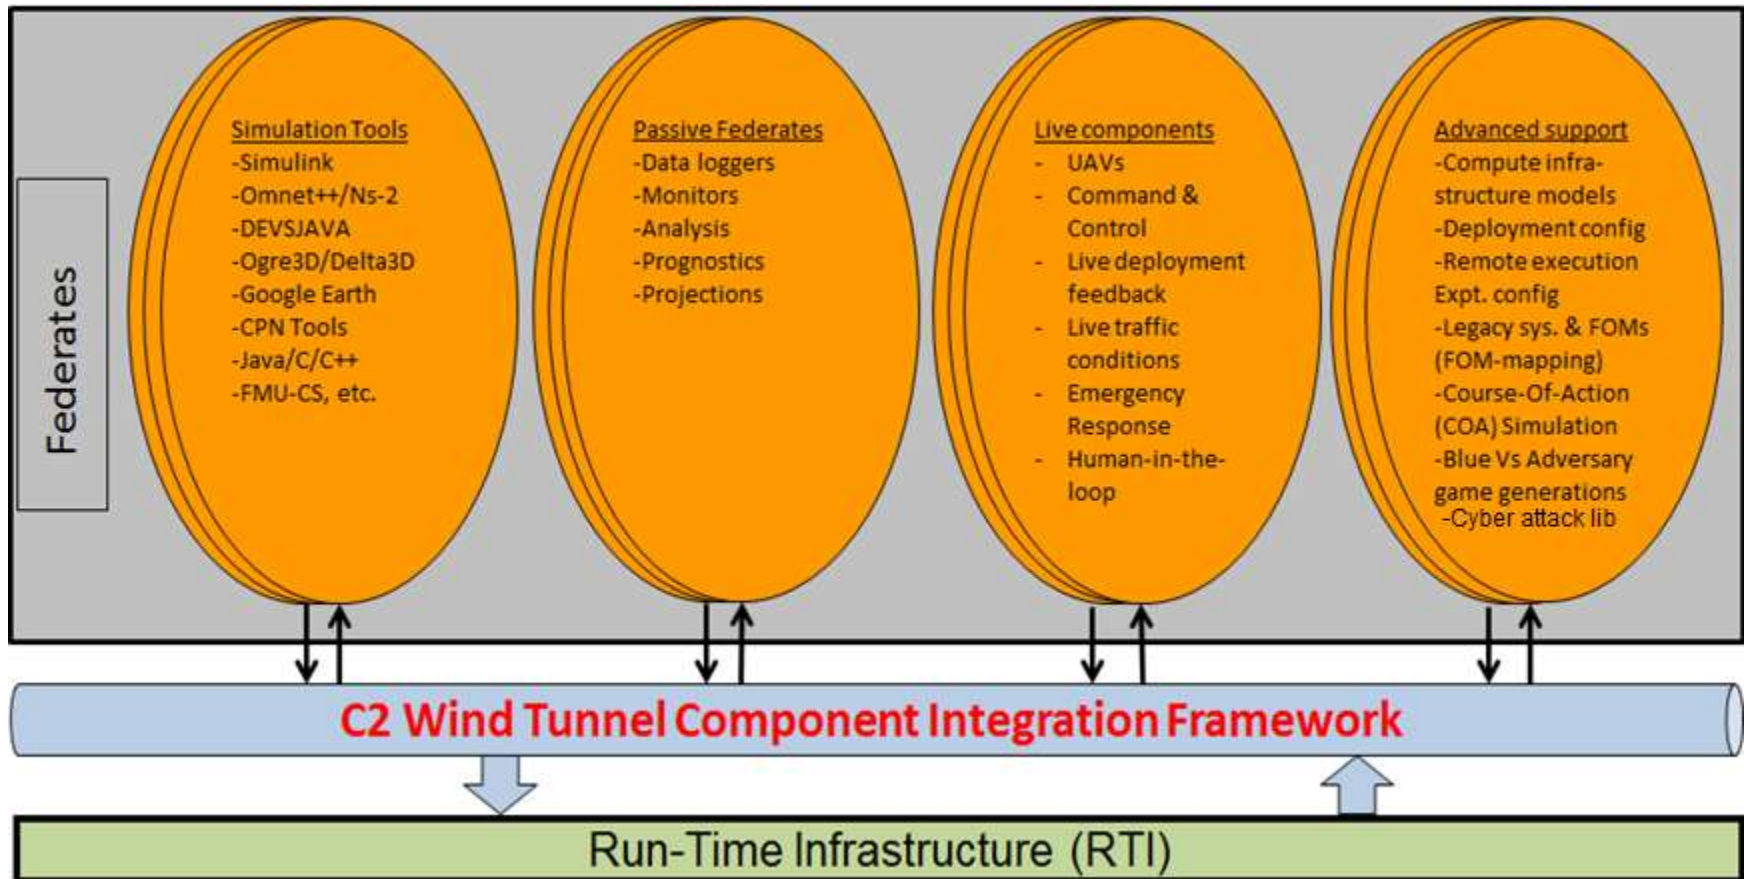 Federates
Simulation Tools
-Simulink
-Omnet++/Ns-2
-DEVSJAVA
-Ogre3D/Delta3D
-Google Earth
-CPN Tools
-Java/C/C++
-FMU-CS, etc.
Passive Federates
-Data loggers
-Monitors
-Analysis
-Prognostics
-Projections
Live components
- UAVs
- Command &
Control
- Live deployment
feedback
- Live traffic
conditions
- Emergency
Response
- Human-in-the-
loop
Advanced support
-Compute infra-
structure models
-Deployment config
-Remote execution
Expt. config
-Legacy sys. & FOMs
(FOM-mapping)
-Course-Of-Action
(COA) Simulation
-Blue Vs Adversary
game generations
-Cyber attack lib
C2 Wind Tunnel Component Integration Framework
Run-Time Infrastructure (RTI)